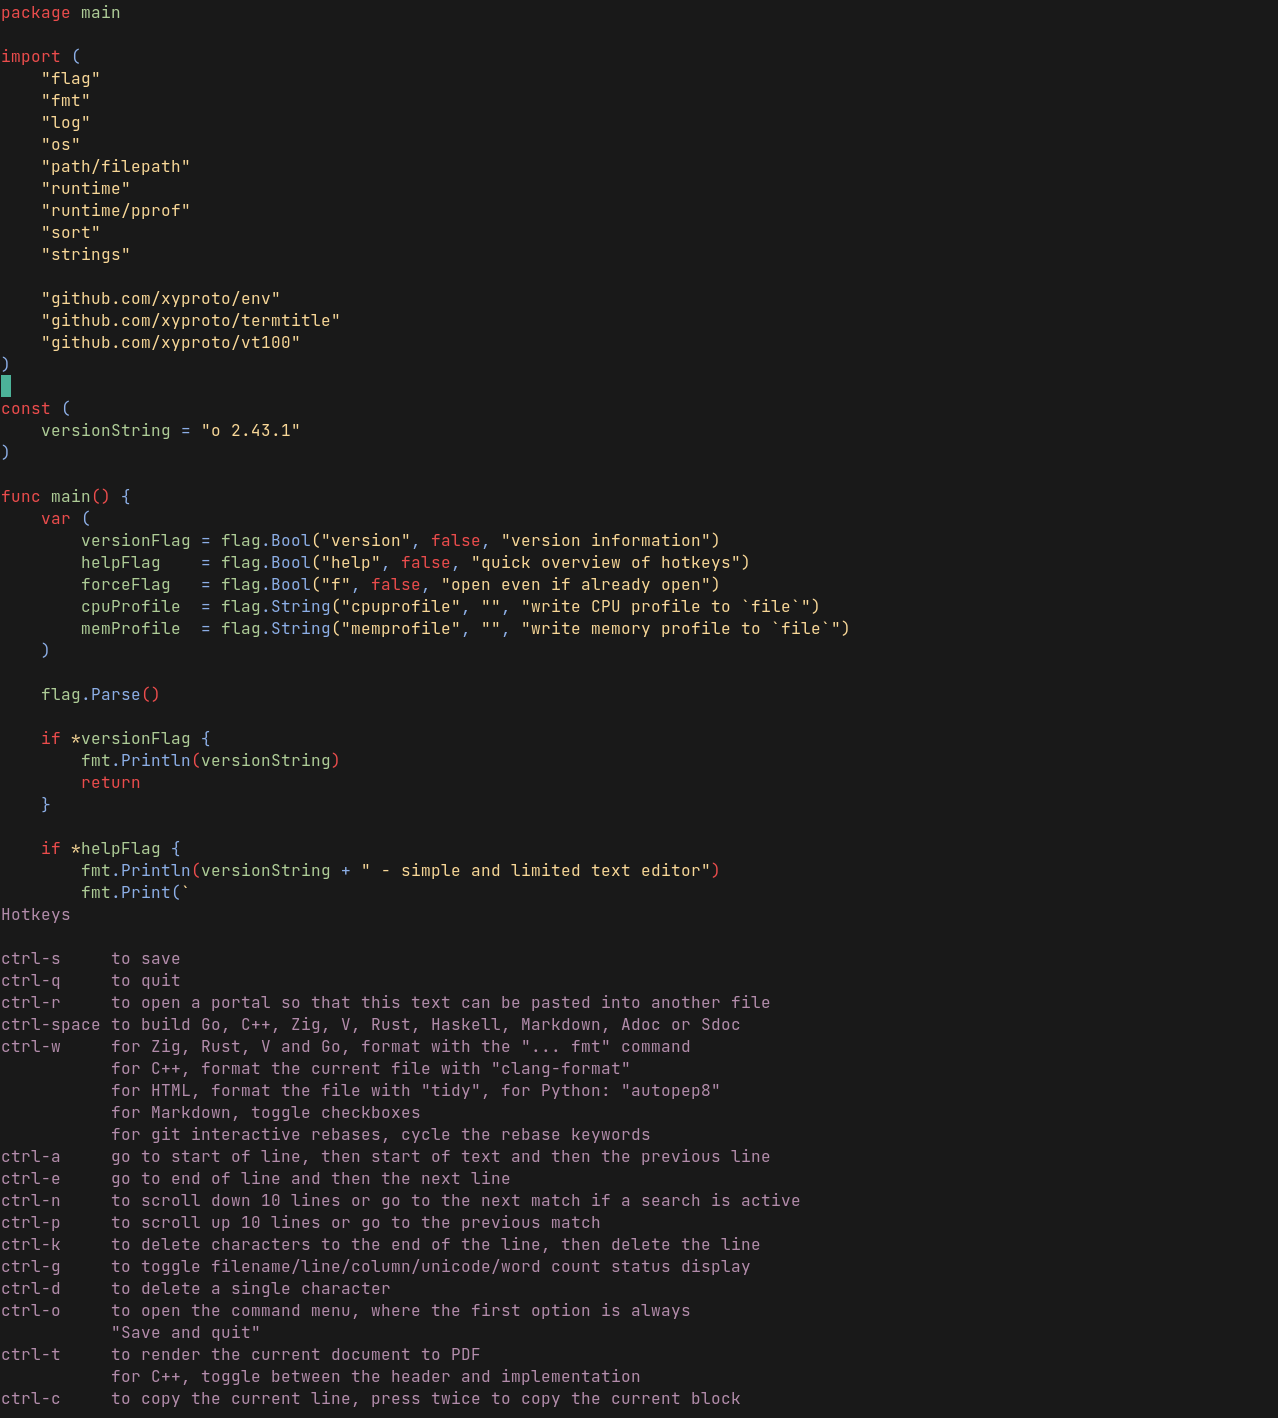 package main

import (
    "flag"
    "fmt"
    "log"
    "os"
    "path/filepath"
    "runtime"
    "runtime/pprof"
    "sort"
    "strings"

    "github.com/xyproto/env"
    "github.com/xyproto/termtitle"
    "github.com/xyproto/vt100"
)

const (
    versionString = "o 2.43.1"
)

func main() {
    var (
        versionFlag = flag.Bool("version", false, "version information")
        helpFlag    = flag.Bool("help", false, "quick overview of hotkeys")
        forceFlag   = flag.Bool("f", false, "open even if already open")
        cpuProfile  = flag.String("cpuprofile", "", "write CPU profile to `file`")
        memProfile  = flag.String("memprofile", "", "write memory profile to `file`")
    )

    flag.Parse()

    if *versionFlag {
        fmt.Println(versionString)
        return
    }

    if *helpFlag {
        fmt.Println(versionString + " - simple and limited text editor")
        fmt.Print(`
Hotkeys

ctrl-s     to save
ctrl-q     to quit
ctrl-r     to open a portal so that this text can be pasted into another file
ctrl-space to build Go, C++, Zig, V, Rust, Haskell, Markdown, Adoc or Sdoc
ctrl-w     for Zig, Rust, V and Go, format with the "... fmt" command
           for C++, format the current file with "clang-format"
           for HTML, format the file with "tidy", for Python: "autopep8"
           for Markdown, toggle checkboxes
           for git interactive rebases, cycle the rebase keywords
ctrl-a     go to start of line, then start of text and then the previous line
ctrl-e     go to end of line and then the next line
ctrl-n     to scroll down 10 lines or go to the next match if a search is active
ctrl-p     to scroll up 10 lines or go to the previous match
ctrl-k     to delete characters to the end of the line, then delete the line
ctrl-g     to toggle filename/line/column/unicode/word count status display
ctrl-d     to delete a single character
ctrl-o     to open the command menu, where the first option is always
           "Save and quit"
ctrl-t     to render the current document to PDF
           for C++, toggle between the header and implementation
ctrl-c     to copy the current line, press twice to copy the current block